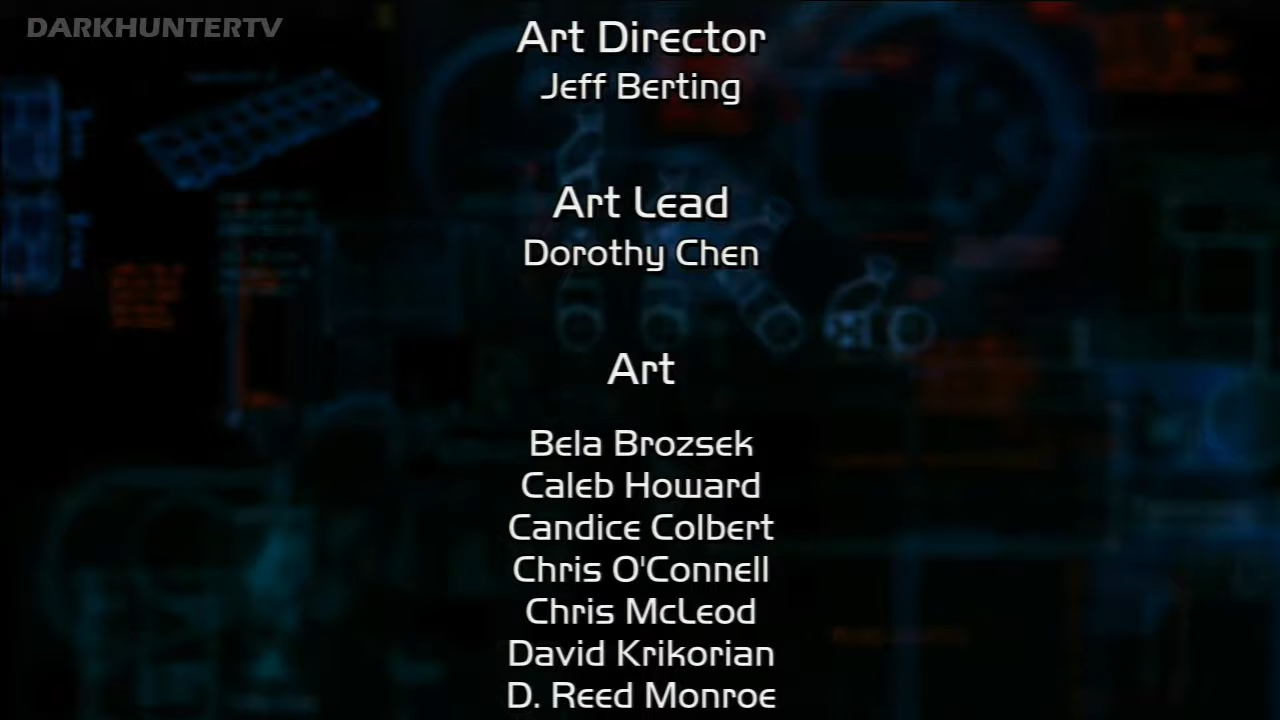 DARKHUNTERTV
Art Director
Jeff Berting
Art Lead
Dorothy Chen
Art
Bela Brozsek
Caleb Howard
Candice Colbert
Chris O'Connell
Chris McLeod
David Krikorian
D. Reed Monroe